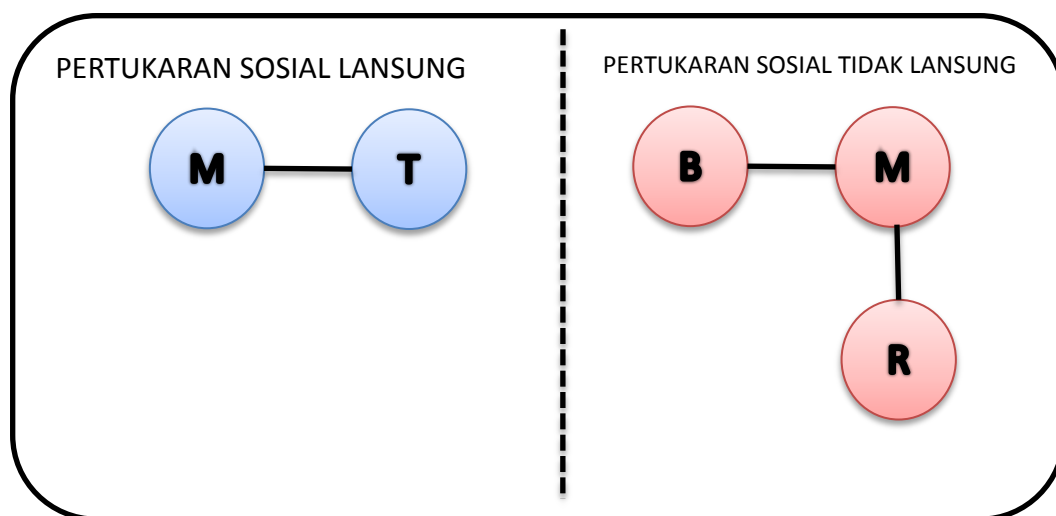 PERTUKARAN SOSIAL LANSUNG
M T
PERTUKARAN SOSIAL TIDAK LANSUNG
B M
R